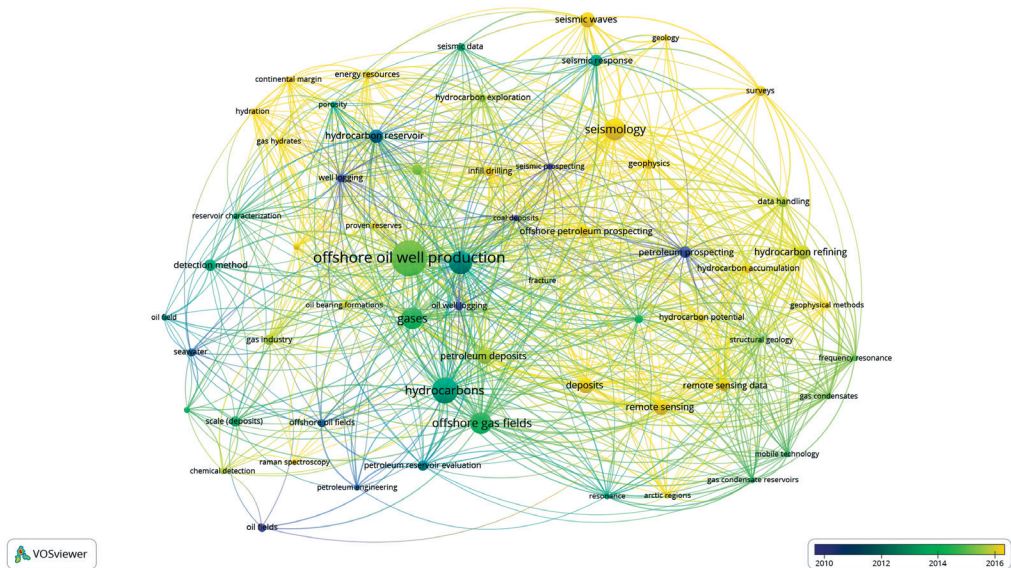 seismic waves
geology
seismic data
seismic response
continental margin
energy resources
surveys
hydrocarbon exploration
porosity
hydration
seismology
hydrocarbon reservoir
gas hydrates
seismic prospecting
geophysics
infill drilling
well logging
data handling
reservoir characterization
coal deposits
proven reserves
offshore petroleum prospecting
petroleum prospecting
hydrocarbon refining
offshore oil well production
detection method
hydrocarbon accumulation
fracture
oil bearing formations
oil well logging
geophysical methods
oil field
gases
hydrocarbon potential
gas industry
structural geology
seawater
petroleum deposits
frequency resonance
deposits
remote sensing data
hydrocarbons
gas condensates
remote sensing
scale (deposits)
offshore oil fields
offshore gas fields
mobile technology
raman spectroscopy
petroleum reservoir evaluation
chemical detection
gas condensate reservoirs
petroleum engineering
resonance
arctic regions
oil fields
VOSviewer
2010 2012 2014 2016